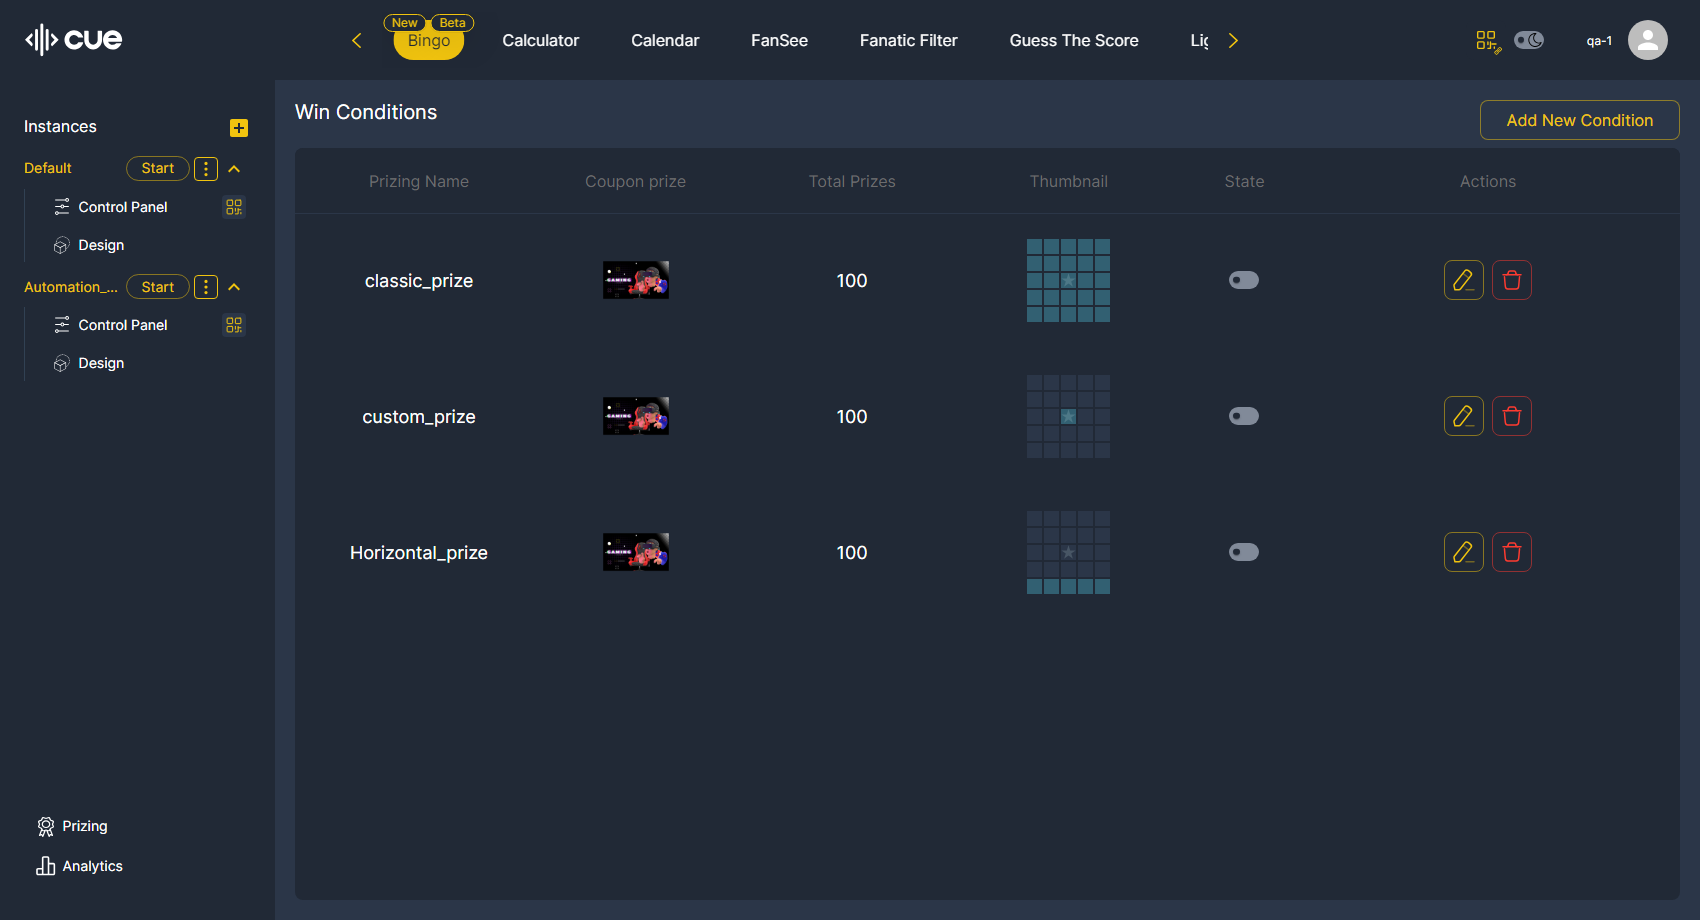 cue
New Beta
Bingo Calculator Calendar FanSee Fanatic Filter Guess The Score Lig
qa-1
Instances
Default Start
Control Panel
Design
Automation_... Start
Control Panel
Design
Prizing
Analytics
Win Conditions
Add New Condition
Prizing Name Coupon prize Total Prizes Thumbnail State Actions
classic_prize GAMING 100
custom_prize GAMING 100
Horizontal_prize GAMING 100